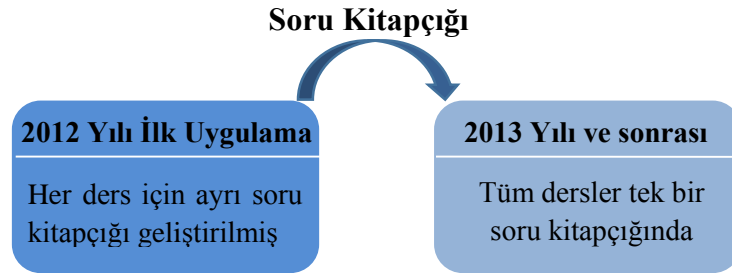 Soru Kitapçığı
2012 Yılı İlk Uygulama
Her ders için ayrı soru
kitapçığı geliştirilmiş
2013 Yılı ve sonrası
Tüm dersler tek bir
soru kitapçığında